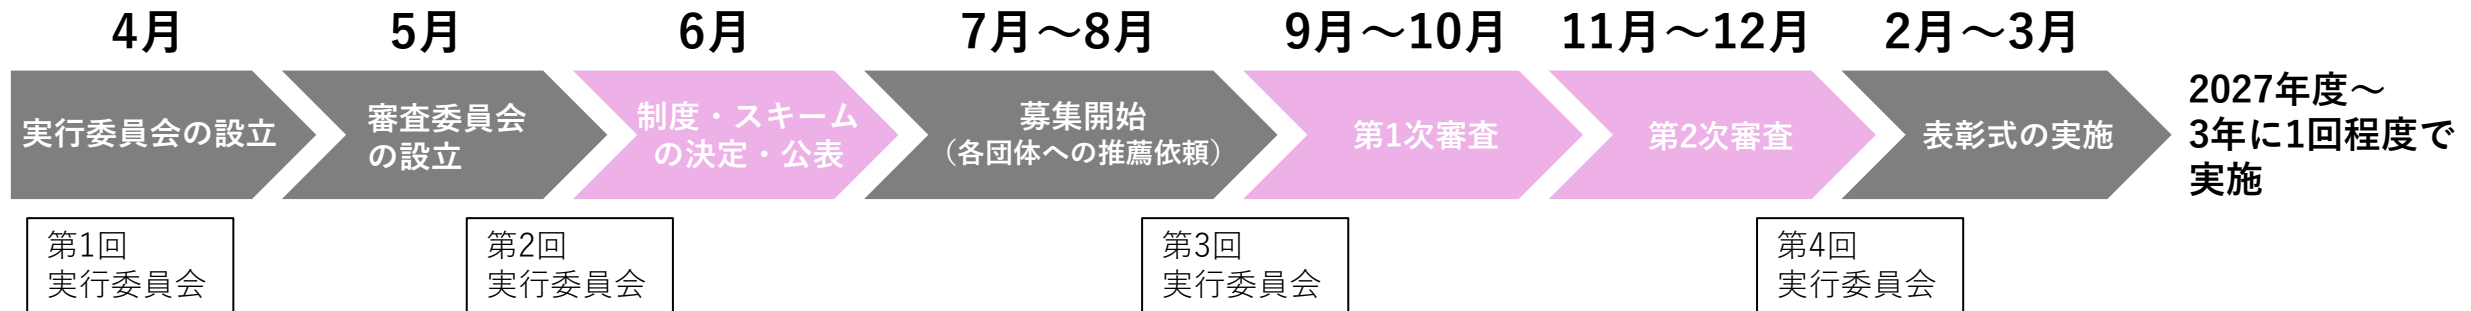 4月
5月
6月
7月～8月
9月～10月
11月～12月
2月～3月
実行委員会の設立
審査委員会
の設立
制度・スキーム
の決定・公表
募集開始
（各団体への推薦依頼）
第1次審査
第2次審査
表彰式の実施
2027年度～
3年に1回程度で
実施
第1回
実行委員会
第2回
実行委員会
第3回
実行委員会
第4回
実行委員会